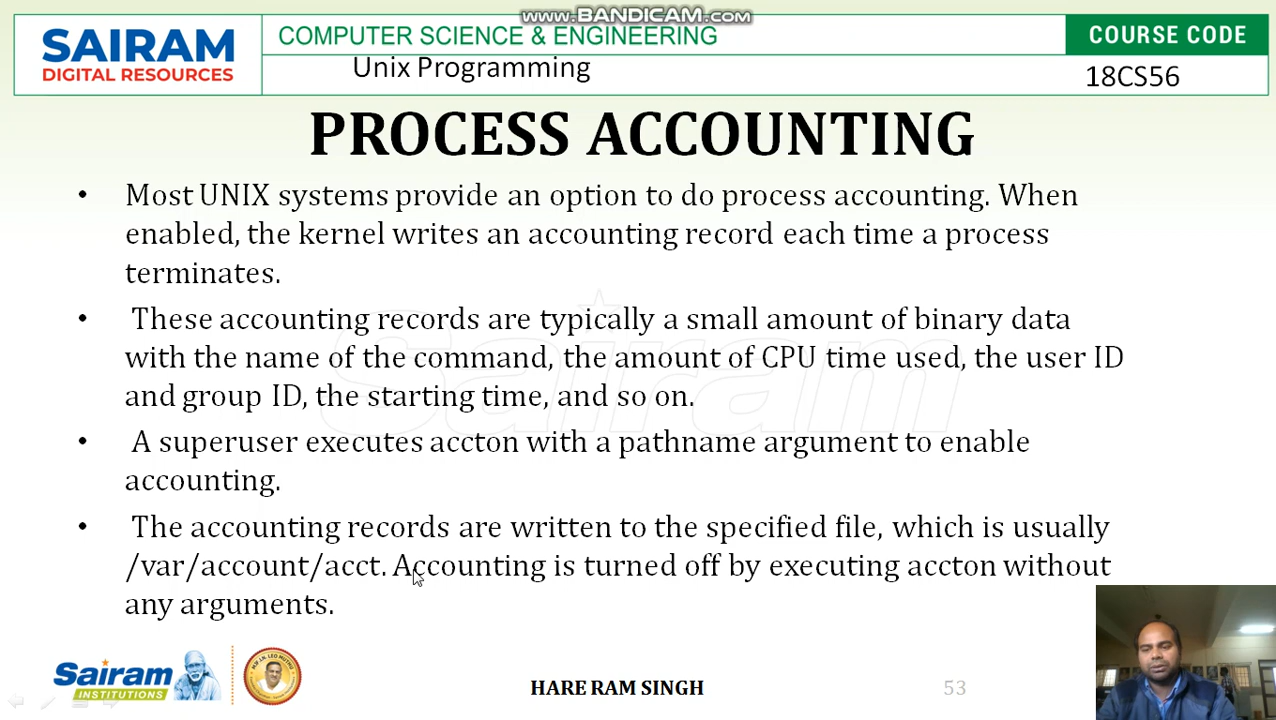 www.BANDICAM.com
SAIRAM
DIGITAL RESOURCES
COMPUTER SCIENCE & ENGINEERING
COURSE CODE
Unix Programming
18CS56
PROCESS ACCOUNTING
• Most UNIX systems provide an option to do process accounting. When
enabled, the kernel writes an accounting record each time a process
terminates.
• These accounting records are typically a small amount of binary data
with the name of the command, the amount of CPU time used, the user ID
and group ID, the starting time, and so on.
• A superuser executes accton with a pathname argument to enable
accounting.
• The accounting records are written to the specified file, which is usually
/var/account/acct. Accounting is turned off by executing accton without
any arguments.
Sairam
Sairam
INSTITUTIONS
HARE RAM SINGH
53